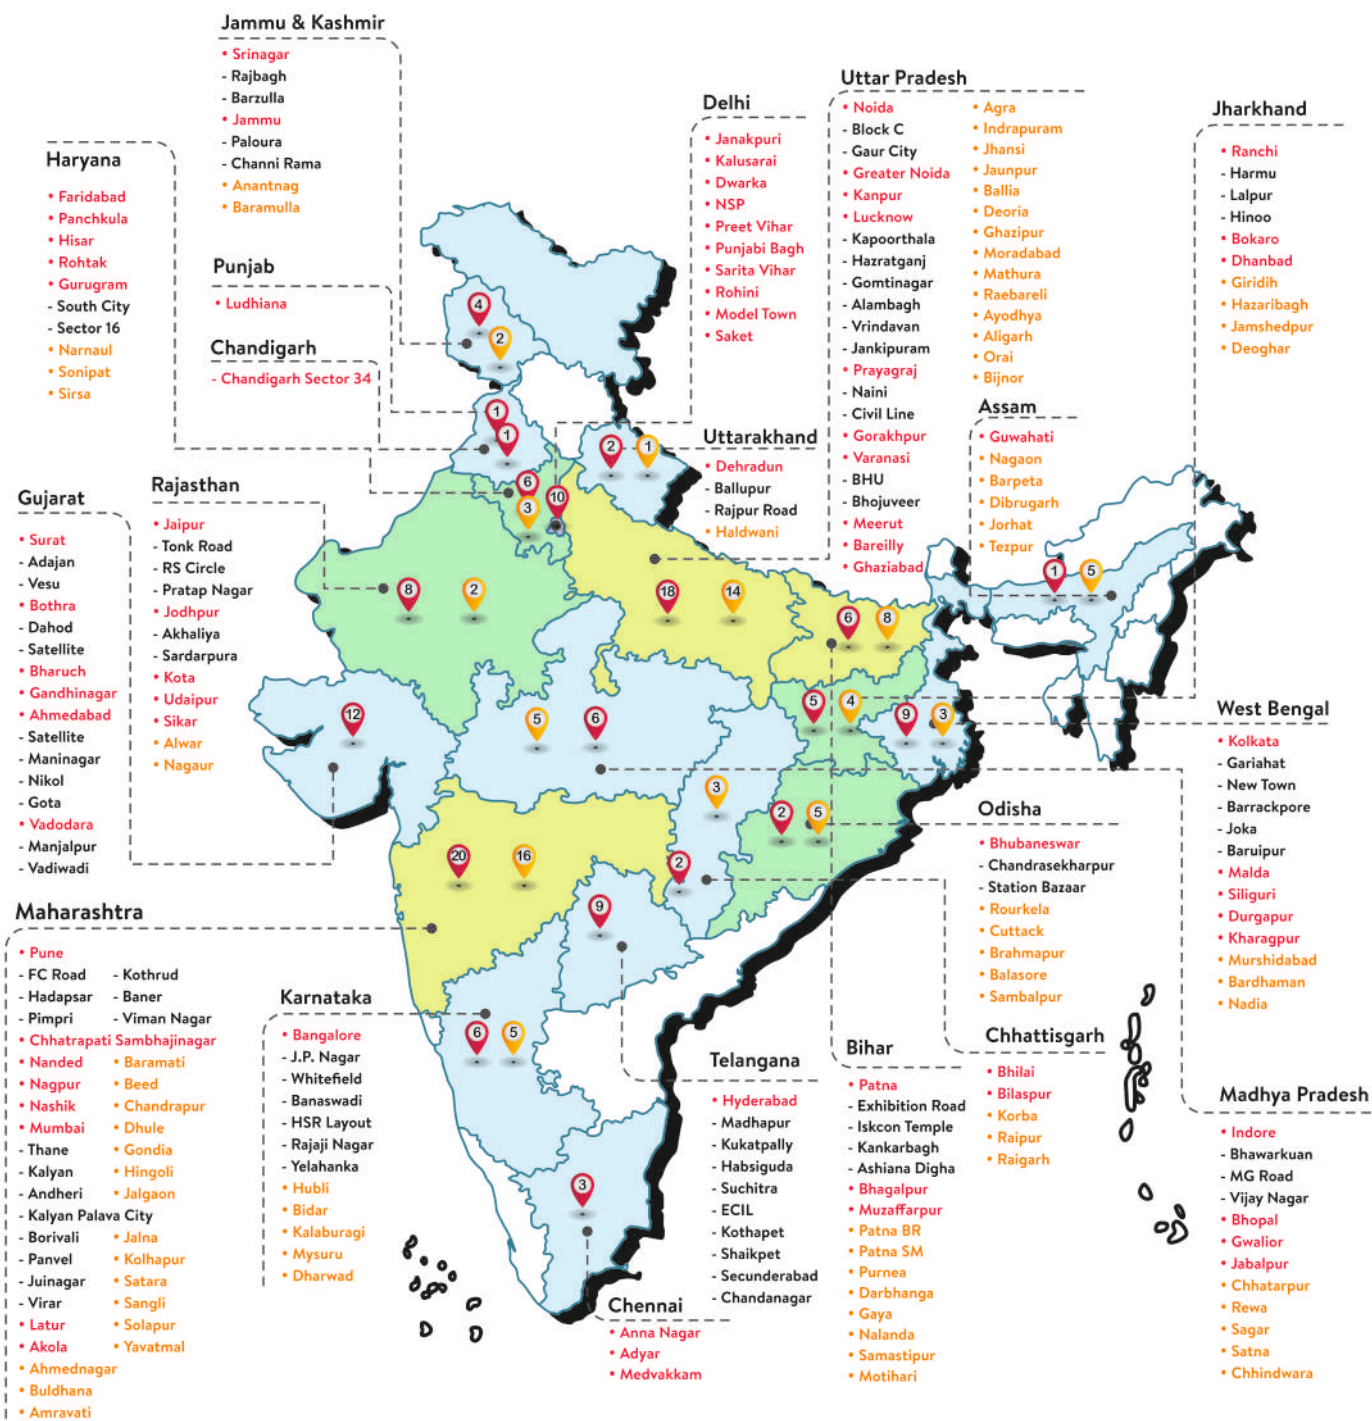 Jammu & Kashmir
• Srinagar
- Rajbagh
- Barzulla
• Jammu
- Paloura
- Channi Rama
• Anantnag
• Baramulla
Haryana
• Faridabad
• Panchkula
• Hisar
• Rohtak
• Gurugram
- South City
- Sector 16
• Narnaul
• Sonipat
• Sirsa
Punjab
• Ludhiana
Chandigarh
- Chandigarh Sector 34
Delhi
• Janakpuri
• Kalusarai
• Dwarka
• NSP
• Preet Vihar
• Punjabi Bagh
• Sarita Vihar
• Rohini
• Model Town
• Saket
Uttar Pradesh
• Noida
- Block C
- Gaur City
• Greater Noida
• Kanpur
• Lucknow
- Kapoorthala
- Hazratganj
- Gomtinagar
- Alambagh
- Vrindavan
- Jankipuram
• Prayagraj
- Naini
- Civil Line
• Gorakhpur
• Varanasi
- BHU
- Bhojuveer
• Meerut
• Bareilly
• Ghaziabad
• Agra
• Indrapuram
• Jhansi
• Jaunpur
• Ballia
• Deoria
• Ghazipur
• Moradabad
• Mathura
• Raebareli
• Ayodhya
• Aligarh
• Orai
• Bijnor
Jharkhand
• Ranchi
- Harmu
- Lalpur
- Hinoo
• Bokaro
• Dhanbad
• Giridih
• Hazaribagh
• Jamshedpur
• Deoghar
Assam
• Guwahati
• Nagaon
• Barpeta
• Dibrugarh
• Jorhat
• Tezpur
Uttarakhand
• Dehradun
- Ballupur
- Rajpur Road
• Haldwani
Gujarat
• Surat
- Adajan
- Vesu
• Bothra
- Dahod
- Satellite
• Bharuch
• Gandhinagar
• Ahmedabad
- Satellite
- Maninagar
- Nikol
- Gota
• Vadodara
- Manjalpur
- Vadiwadi
Rajasthan
• Jaipur
- Tonk Road
- RS Circle
- Pratap Nagar
• Jodhpur
- Akhaliya
- Sardarpura
• Kota
• Udaipur
• Sikar
• Alwar
• Nagaur
4
2
1
1
2
1
6
3
10
8
2
18
14
6
8
1
5
12
5
6
5
4
9
3
3
2
5
20
16
2
9
6
5
3
West Bengal
• Kolkata
- Gariahat
- New Town
- Barrackpore
- Joka
- Baruipur
• Malda
• Siliguri
• Durgapur
• Kharagpur
• Murshidabad
• Bardhaman
• Nadia
Odisha
• Bhubaneswar
- Chandrasekharpur
- Station Bazaar
• Rourkela
• Cuttack
• Brahmapur
• Balasore
• Sambalpur
Maharashtra
• Pune
- FC Road - Kothrud
- Hadapsar - Baner
- Pimpri - Viman Nagar
• Chhatrapati Sambhajinagar
• Nanded • Baramati
• Nagpur • Beed
• Nashik • Chandrapur
• Mumbai • Dhule
- Thane • Gondia
- Kalyan • Hingoli
- Andheri • Jalgaon
- Kalyan Palava City
- Borivali • Jalna
- Panvel • Kolhapur
- Juinagar • Satara
- Virar • Sangli
• Latur • Solapur
• Akola • Yavatmal
• Ahmednagar
• Buldhana
• Amravati
Karnataka
• Bangalore
- J.P. Nagar
- Whitefield
- Banaswadi
- HSR Layout
- Rajaji Nagar
- Yelahanka
• Hubli
• Bidar
• Kalaburagi
• Mysuru
• Dharwad
Chennai
• Anna Nagar
• Adyar
• Medvakkam
Telangana
• Hyderabad
- Madhapur
- Kukatpally
- Habsiguda
- Suchitra
- ECIL
- Kothapet
- Shaikpet
- Secunderabad
- Chandanagar
Bihar
• Patna
- Exhibition Road
- Iskcon Temple
- Kankarbagh
- Ashiana Digha
• Bhagalpur
• Muzaffarpur
• Patna BR
• Patna SM
• Purnea
• Darbhanga
• Gaya
• Nalanda
• Samastipur
• Motihari
Chhattisgarh
• Bhilai
• Bilaspur
• Korba
• Raipur
• Raigarh
Madhya Pradesh
• Indore
- Bhawarkuan
- MG Road
- Vijay Nagar
• Bhopal
• Gwalior
• Jabalpur
• Chhatarpur
• Rewa
• Sagar
• Satna
• Chhindwara